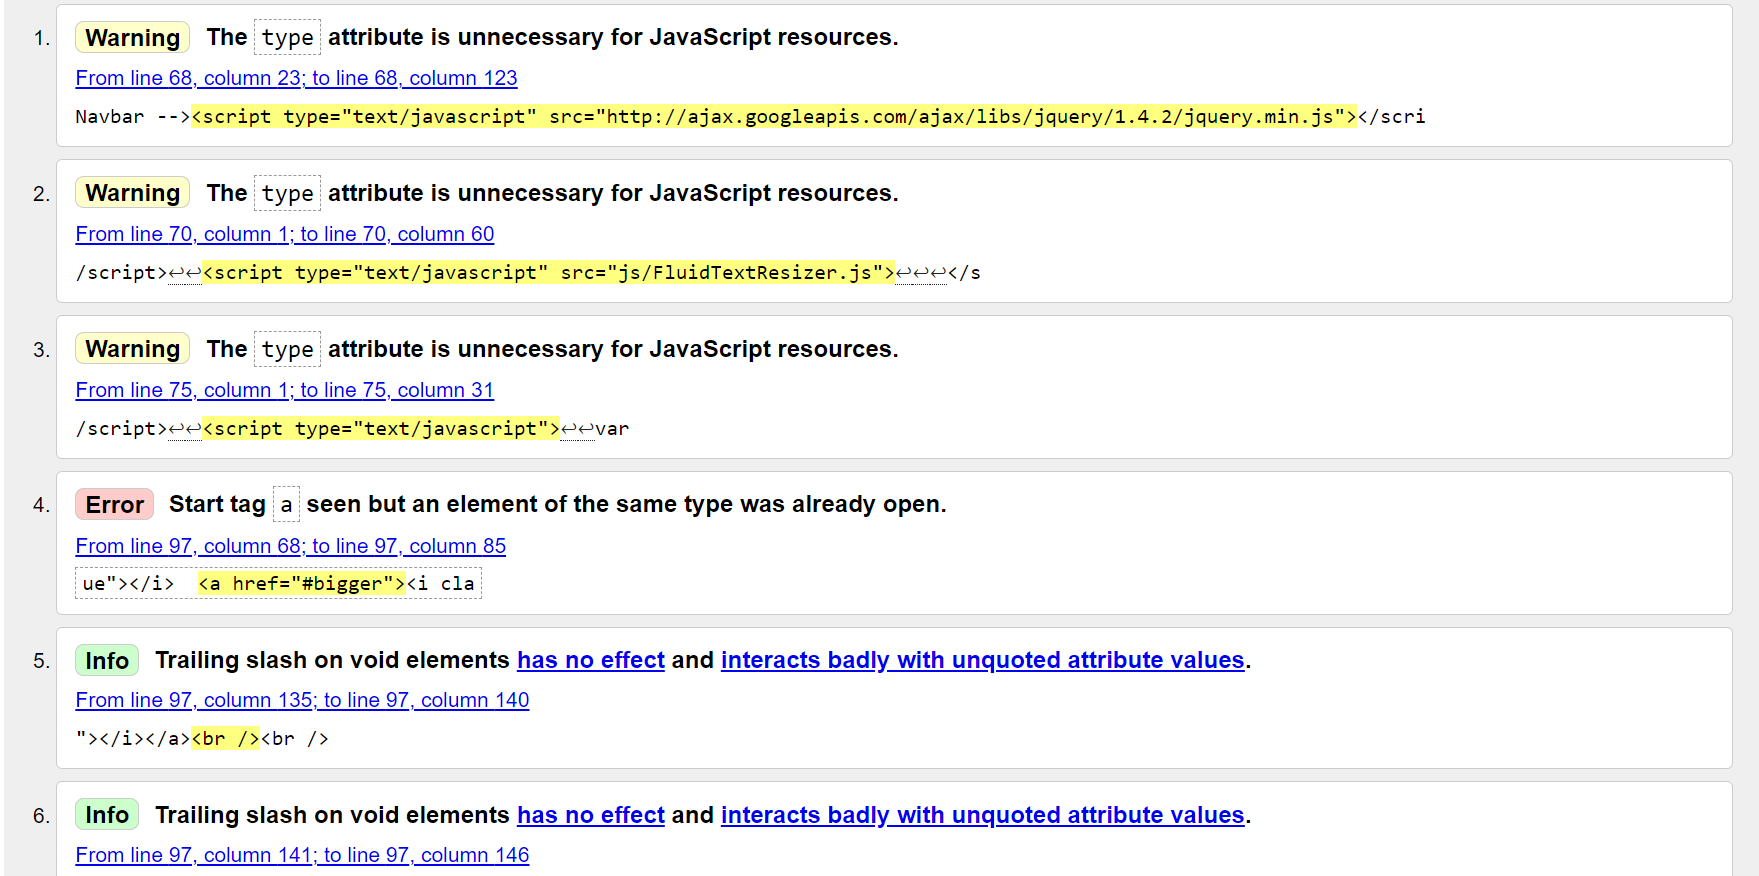 1. Warning The type attribute is unnecessary for JavaScript resources.
From line 68, column 23; to line 68, column 123
Navbar --><script type="text/javascript" src="http://ajax.googleapis.com/ajax/libs/jquery/1.4.2/jquery.min.js"></scri
2. Warning The type attribute is unnecessary for JavaScript resources.
From line 70, column 1; to line 70, column 60
/script>↩↩<script type="text/javascript" src="js/FluidTextResizer.js">↩↩↩</s
3. Warning The type attribute is unnecessary for JavaScript resources.
From line 75, column 1; to line 75, column 31
/script>↩↩<script type="text/javascript">↩↩var
4. Error Start tag a seen but an element of the same type was already open.
From line 97, column 68; to line 97, column 85
ue"></i>  <a href="#bigger"><i cla
5. Info Trailing slash on void elements has no effect and interacts badly with unquoted attribute values.
From line 97, column 135; to line 97, column 140
"></i></a><br /><br />
6. Info Trailing slash on void elements has no effect and interacts badly with unquoted attribute values.
From line 97, column 141; to line 97, column 146